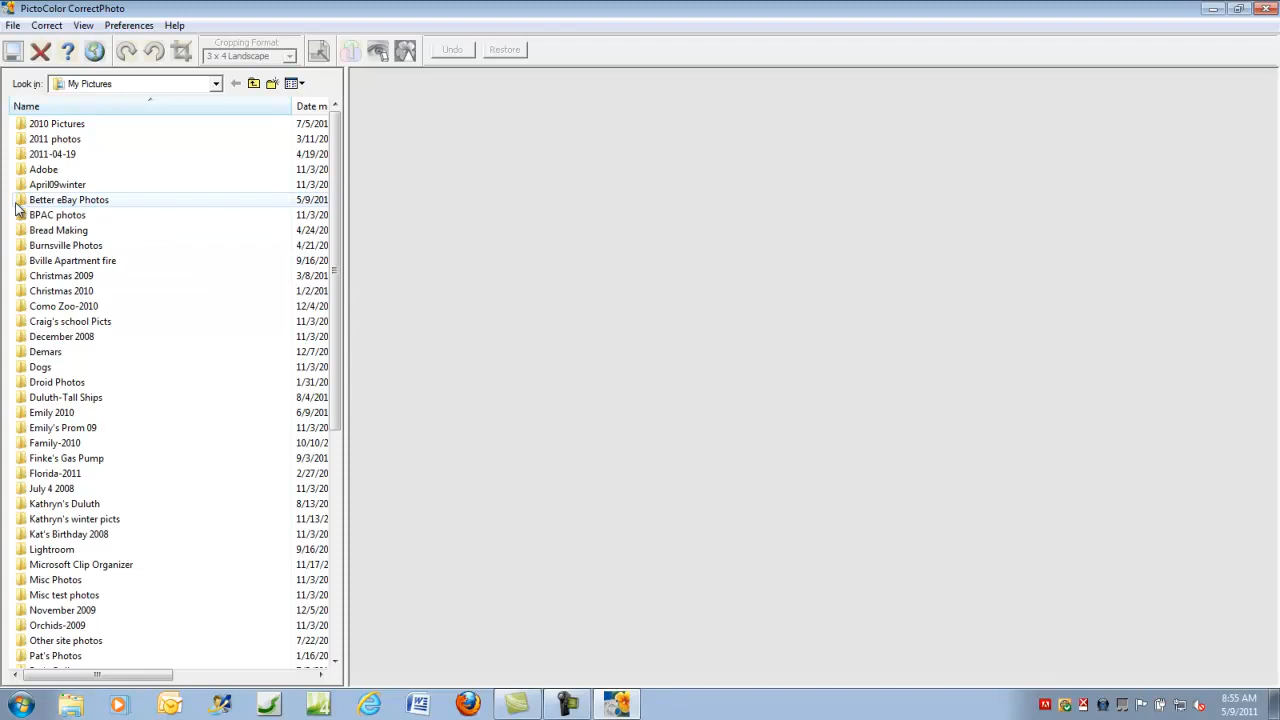 PictoColor CorrectPhoto
File Correct View Preferences Help
Cropping Format
3 x 4 Landscape
Undo Restore
Look in: My Pictures
Name Date m
2010 Pictures 7/5/201
2011 photos 3/11/20
2011-04-19 4/19/20
Adobe 11/3/20
April09winter 11/3/20
Better eBay Photos 5/9/201
BPAC photos 11/3/20
Bread Making 4/24/20
Burnsville Photos 4/21/20
Bville Apartment fire 9/16/20
Christmas 2009 3/8/201
Christmas 2010 1/2/201
Como Zoo-2010 12/4/20
Craig's school Picts 11/3/20
December 2008 11/3/20
Demars 12/7/20
Dogs 11/3/20
Droid Photos 1/31/20
Duluth-Tall Ships 8/4/201
Emily 2010 6/9/201
Emily's Prom 09 11/3/20
Family-2010 10/10/2
Finke's Gas Pump 9/3/201
Florida-2011 2/27/20
July 4 2008 11/3/20
Kathryn's Duluth 8/13/20
Kathryn's winter picts 11/13/2
Kat's Birthday 2008 11/3/20
Lightroom 9/16/20
Microsoft Clip Organizer 11/17/2
Misc Photos 11/3/20
Misc test photos 11/3/20
November 2009 12/5/20
Orchids-2009 11/3/20
Other site photos 7/22/20
Pat's Photos 1/16/20
8:55 AM
5/9/2011